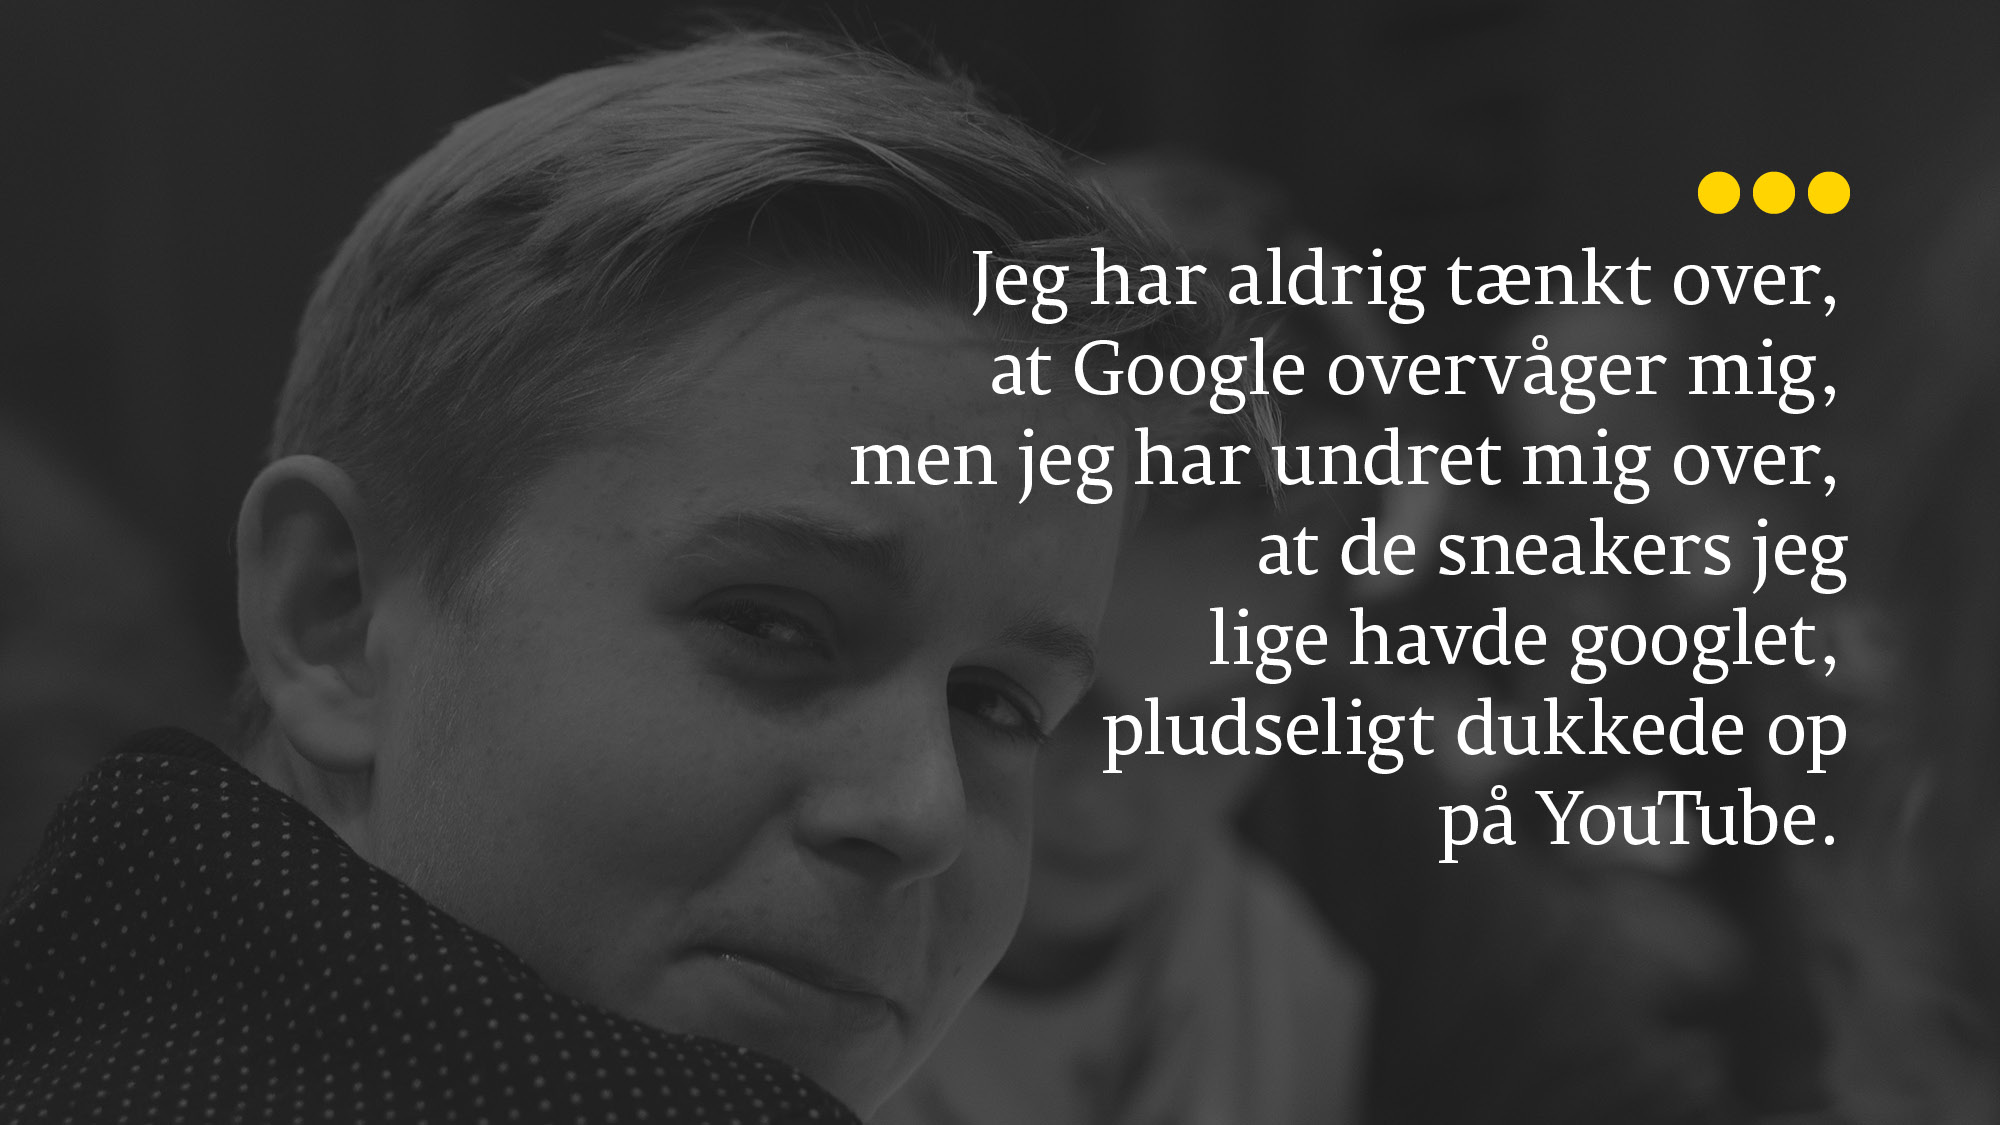 Jeg har aldrig tænkt over,
at Google overvåger mig,
men jeg har undret mig over,
at de sneakers jeg
lige havde googlet,
pludseligt dukkede op
på YouTube.